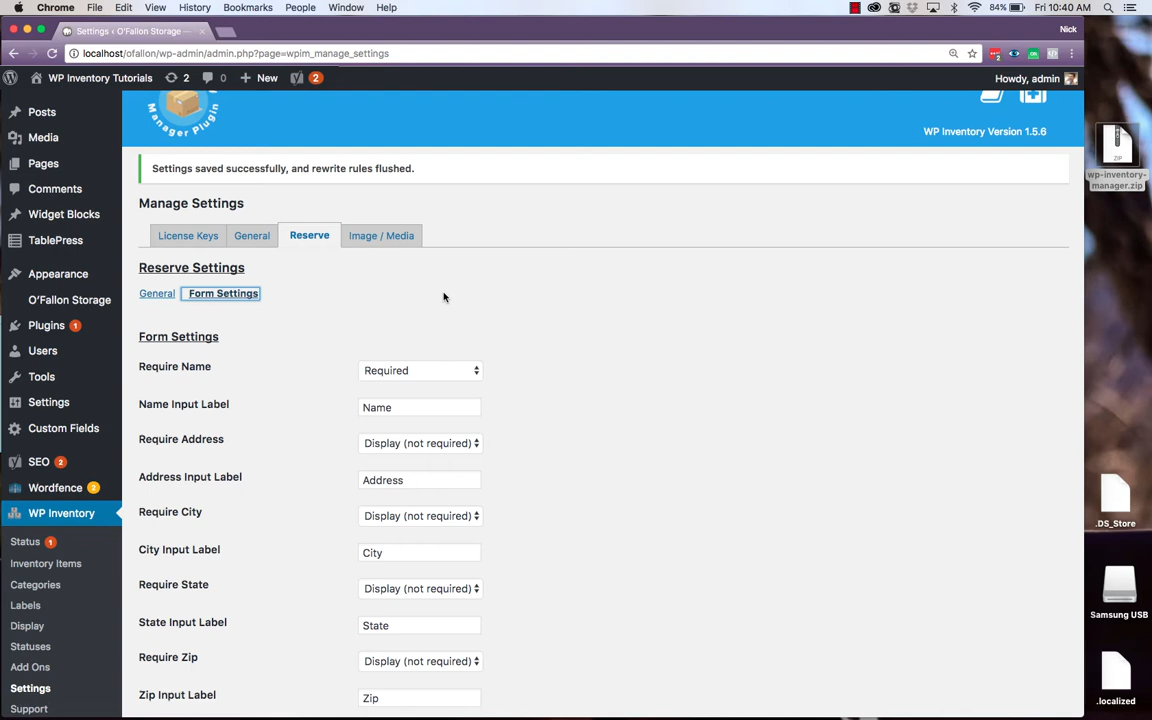 Chrome File Edit View History Bookmarks People Window Help 84% Fri 10:40 AM
Settings ‹ O'Fallon Storage Nick
localhost/ofallon/wp-admin/admin.php?page=wpim_manage_settings
WP Inventory Tutorials 2 0 New 2 Howdy, admin
Manager Plugin
WP Inventory Version 1.5.6
Settings saved successfully, and rewrite rules flushed.
Manage Settings
License Keys General Reserve Image / Media
Reserve Settings
General Form Settings
Form Settings
Require Name Required
Name Input Label Name
Require Address Display (not required)
Address Input Label Address
Require City Display (not required)
City Input Label City
Require State Display (not required)
State Input Label State
Require Zip Display (not required)
Zip Input Label Zip
Posts
Media
Pages
Comments
Widget Blocks
TablePress
Appearance
O'Fallon Storage
Plugins 1
Users
Tools
Settings
Custom Fields
SEO 2
Wordfence 2
WP Inventory
Status 1
Inventory Items
Categories
Labels
Display
Statuses
Add Ons
Settings
Support
ZIP
wp-inventory-
manager.zip
.DS_Store
Samsung USB
.localized